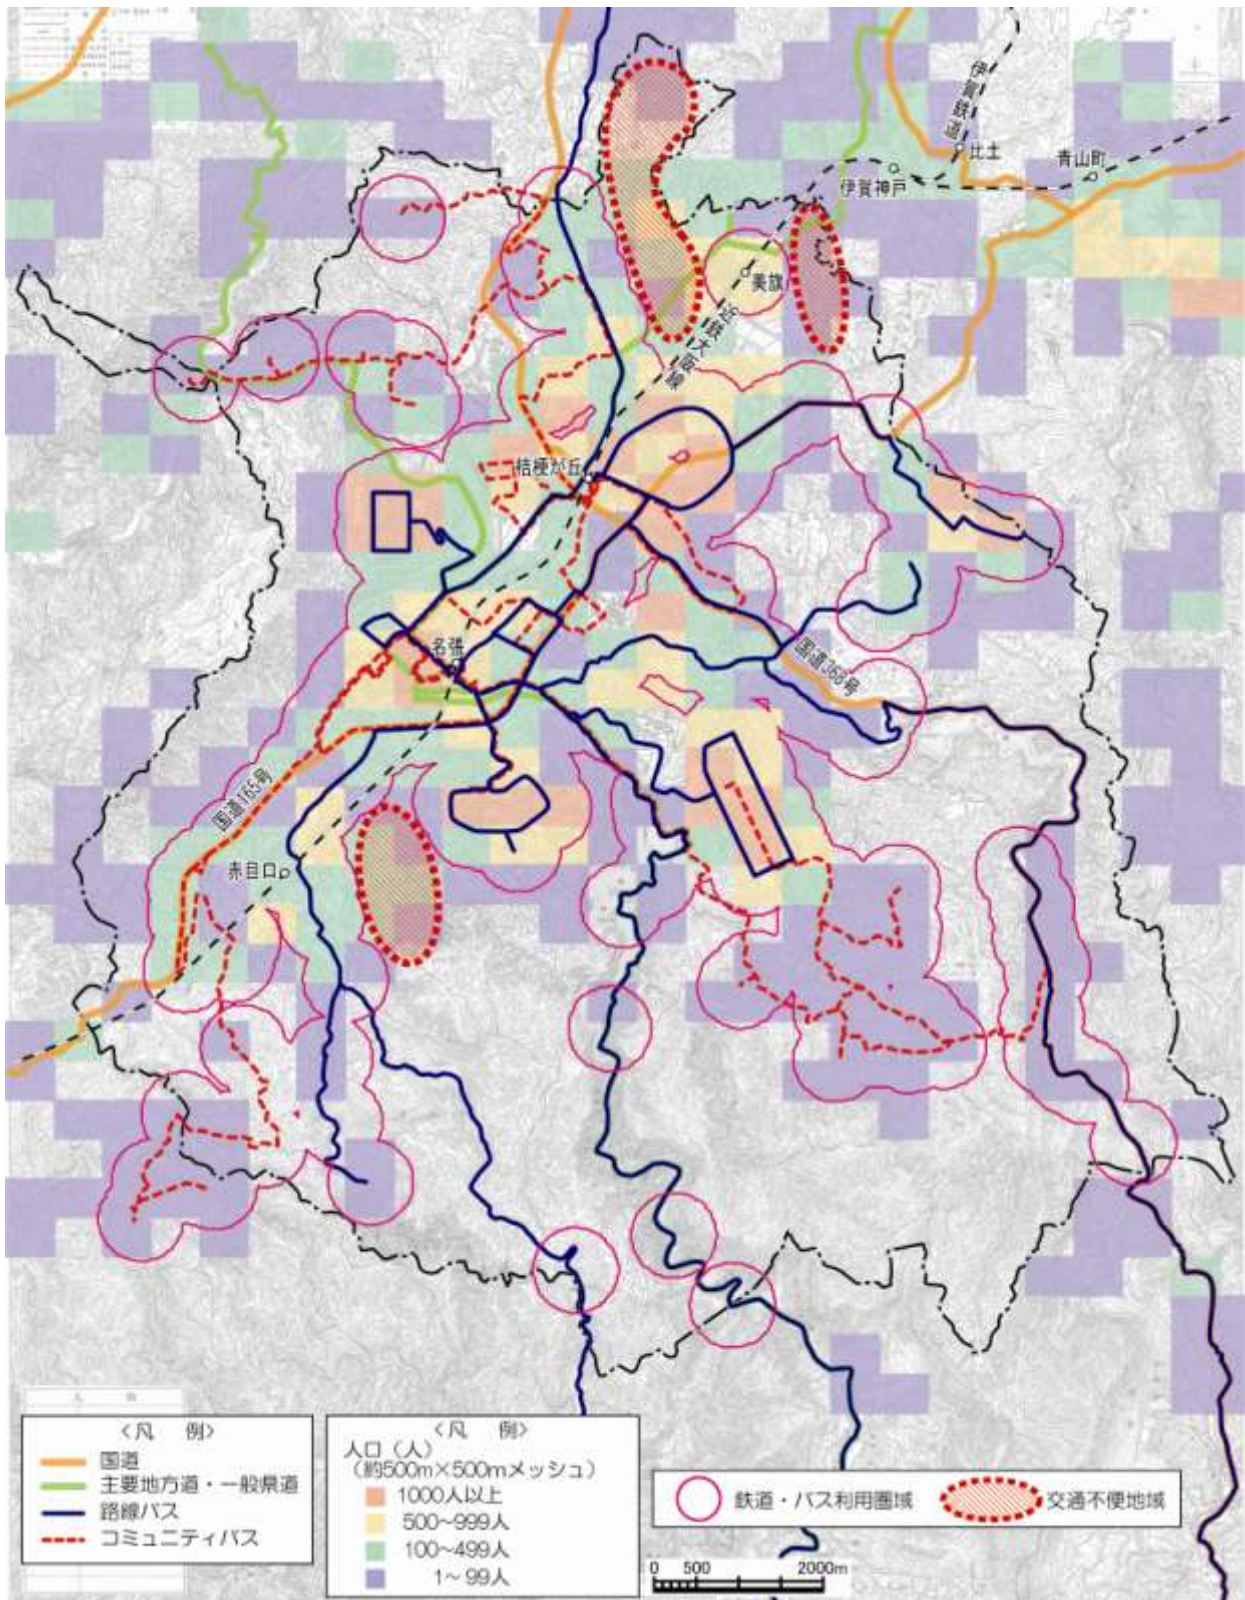 伊賀鉄道
比土
青山町
伊賀神戸
美旗
近鉄大阪線
桔梗が丘
名張
国道368号
国道165号
赤目口
<凡 例>
国道
主要地方道・一般県道
路線バス
コミュニティバス
<凡 例>
人口（人）
（約500m×500mメッシュ）
1000人以上
500～999人
100～499人
1～99人
鉄道・バス利用圏域
交通不便地域
0 500 2000m